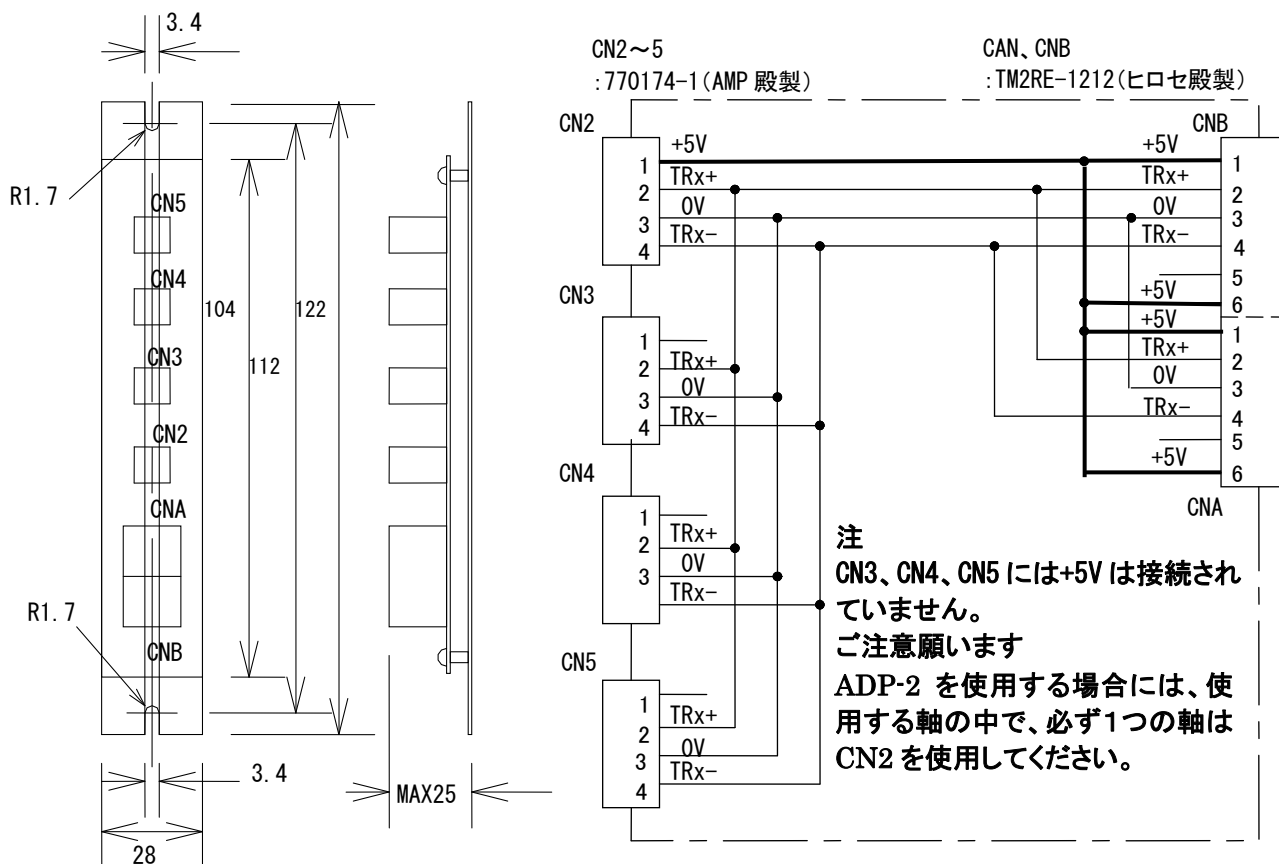 3.4
R1.7
CN5
CN4
CN3
CN2
CNA
CNB
R1.7
3.4
28
104
112
122
MAX25
CN2～5
:770174-1(AMP 殿製)
CAN、CNB
:TM2RE-1212(ヒロセ殿製)
CN2
1
2
3
4
+5V
TRx+
0V
TRx-
CN3
1
2
3
4
TRx+
0V
TRx-
CN4
1
2
3
TRx+
0V
TRx-
CN5
1
2
3
4
TRx+
0V
TRx-
CNB
+5V
1
TRx+
2
0V
3
TRx-
4
5
+5V
6
+5V
1
TRx+
2
0V
3
TRx-
4
5
+5V
6
CNA
注
CN3、CN4、CN5 には+5V は接続され
ていません。
ご注意願います
ADP-2 を使用する場合には、使
用する軸の中で、必ず１つの軸は
CN2 を使用してください。